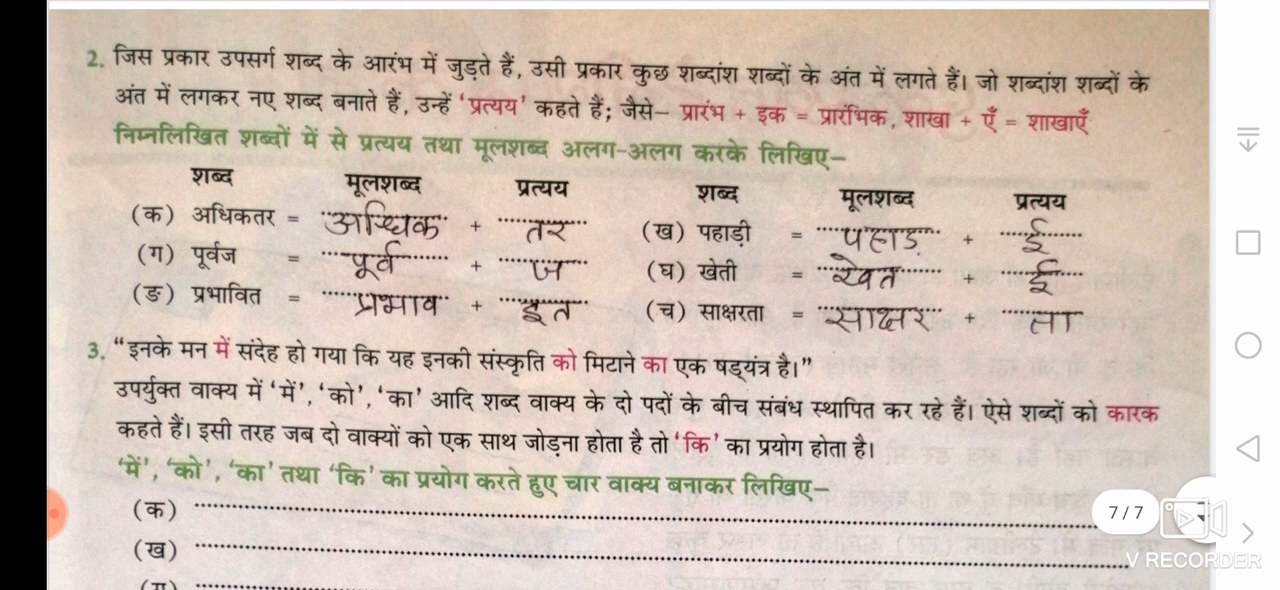 2. जिस प्रकार उपसर्ग शब्द के आरंभ में जुड़ते हैं, उसी प्रकार कुछ शब्दांश शब्दों के अंत में लगते हैं। जो शब्दांश शब्दों के
अंत में लगकर नए शब्द बनाते हैं, उन्हें 'प्रत्यय' कहते हैं; जैसे– प्रारंभ + इक = प्रारंभिक, शाखा + एँ = शाखाएँ
निम्नलिखित शब्दों में से प्रत्यय तथा मूलशब्द अलग-अलग करके लिखिए–
शब्द मूलशब्द प्रत्यय शब्द मूलशब्द प्रत्यय
(क) अधिकतर = अधिक + तर (ख) पहाड़ी = पहाड़ + ई
(ग) पूर्वज = पूर्व + ज (घ) खेती = खेत ई
(ङ) प्रभावित = प्रभाव + इत (च) साक्षरता = साक्षर + ता
3. "इनके मन में संदेह हो गया कि यह इनकी संस्कृति को मिटाने का एक षड्यंत्र है।"
उपर्युक्त वाक्य में 'में', 'को', 'का' आदि शब्द वाक्य के दो पदों के बीच संबंध स्थापित कर रहे हैं। ऐसे शब्दों को कारक
कहते हैं। इसी तरह जब दो वाक्यों को एक साथ जोड़ना होता है तो 'कि' का प्रयोग होता है।
'में', 'को', 'का' तथा 'कि' का प्रयोग करते हुए चार वाक्य बनाकर लिखिए–
(क)
7 / 7
(ख)
V RECORDER
(ग)